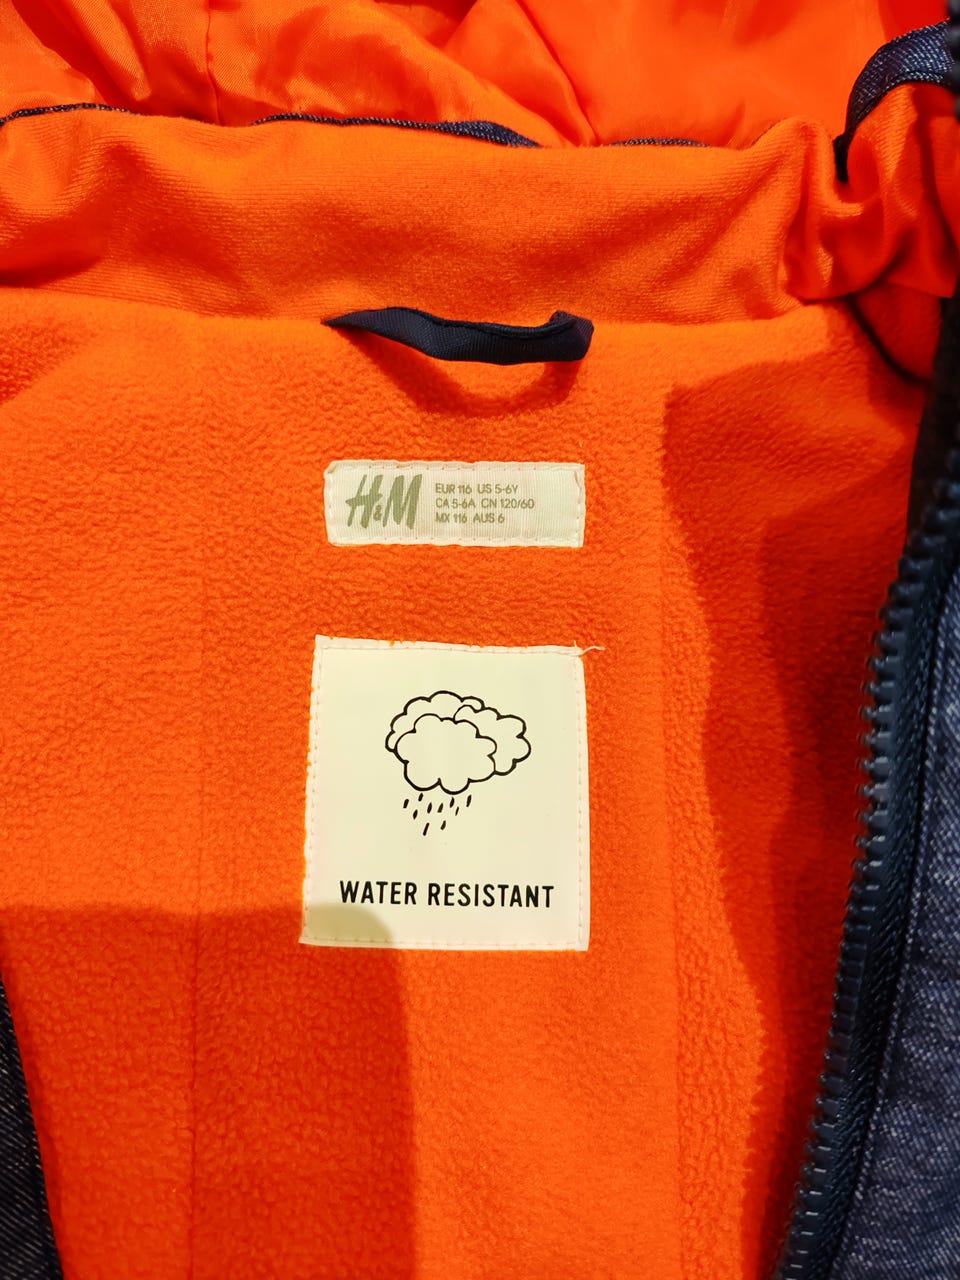 H&M
EUR 116 US 5-6Y
CA 5-6A CN 120/60
MX 116 AUS 6
WATER RESISTANT